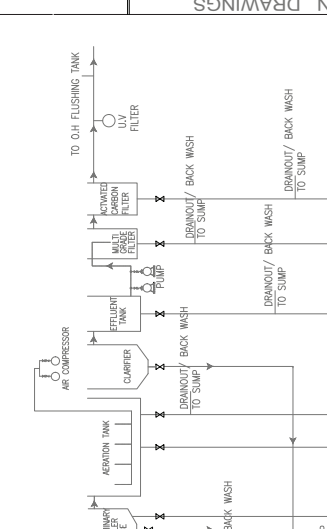 N DRAWINGS
TO O.H FLUSHING TANK
U.V
FILTER
ACTVATED
CARBON
FILTER
MULTI
GRADE
FILTER
PUMP
EFFLUENT
TANK
CLARIFIER
AIR COMPRESSOR
AERATION TANK
DRAINOUT/ BACK WASH
TO SUMP
DRAINOUT/ BACK WASH
TO SUMP
DRAINOUT/ BACK WASH
TO SUMP
DRAINOUT/ BACK WASH
TO SUMP
BACK WASH